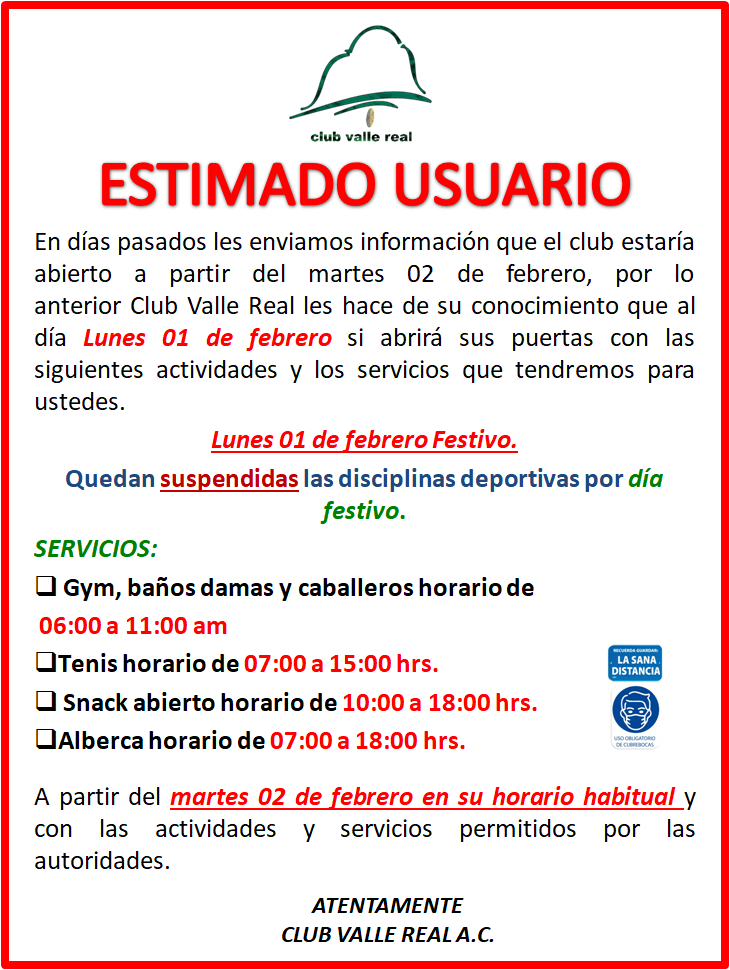 club valle real
ESTIMADO USUARIO
En días pasados les enviamos información que el club estaría
abierto a partir del martes 02 de febrero, por lo
anterior Club Valle Real les hace de su conocimiento que al
día Lunes 01 de febrero si abrirá sus puertas con las
siguientes actividades y los servicios que tendremos para
ustedes.
Lunes 01 de febrero Festivo.
Quedan suspendidas las disciplinas deportivas por día
festivo.
SERVICIOS:
❑ Gym, baños damas y caballeros horario de
06:00 a 11:00 am
❑Tenis horario de 07:00 a 15:00 hrs.
❑ Snack abierto horario de 10:00 a 18:00 hrs.
❑Alberca horario de 07:00 a 18:00 hrs.
RECUERDA GUARDAR:
LA SANA
DISTANCIA
USO OBLIGATORIO
DE CUBREBOCAS
A partir del martes 02 de febrero en su horario habitual y
con las actividades y servicios permitidos por las
autoridades.
ATENTAMENTE
CLUB VALLE REAL A.C.